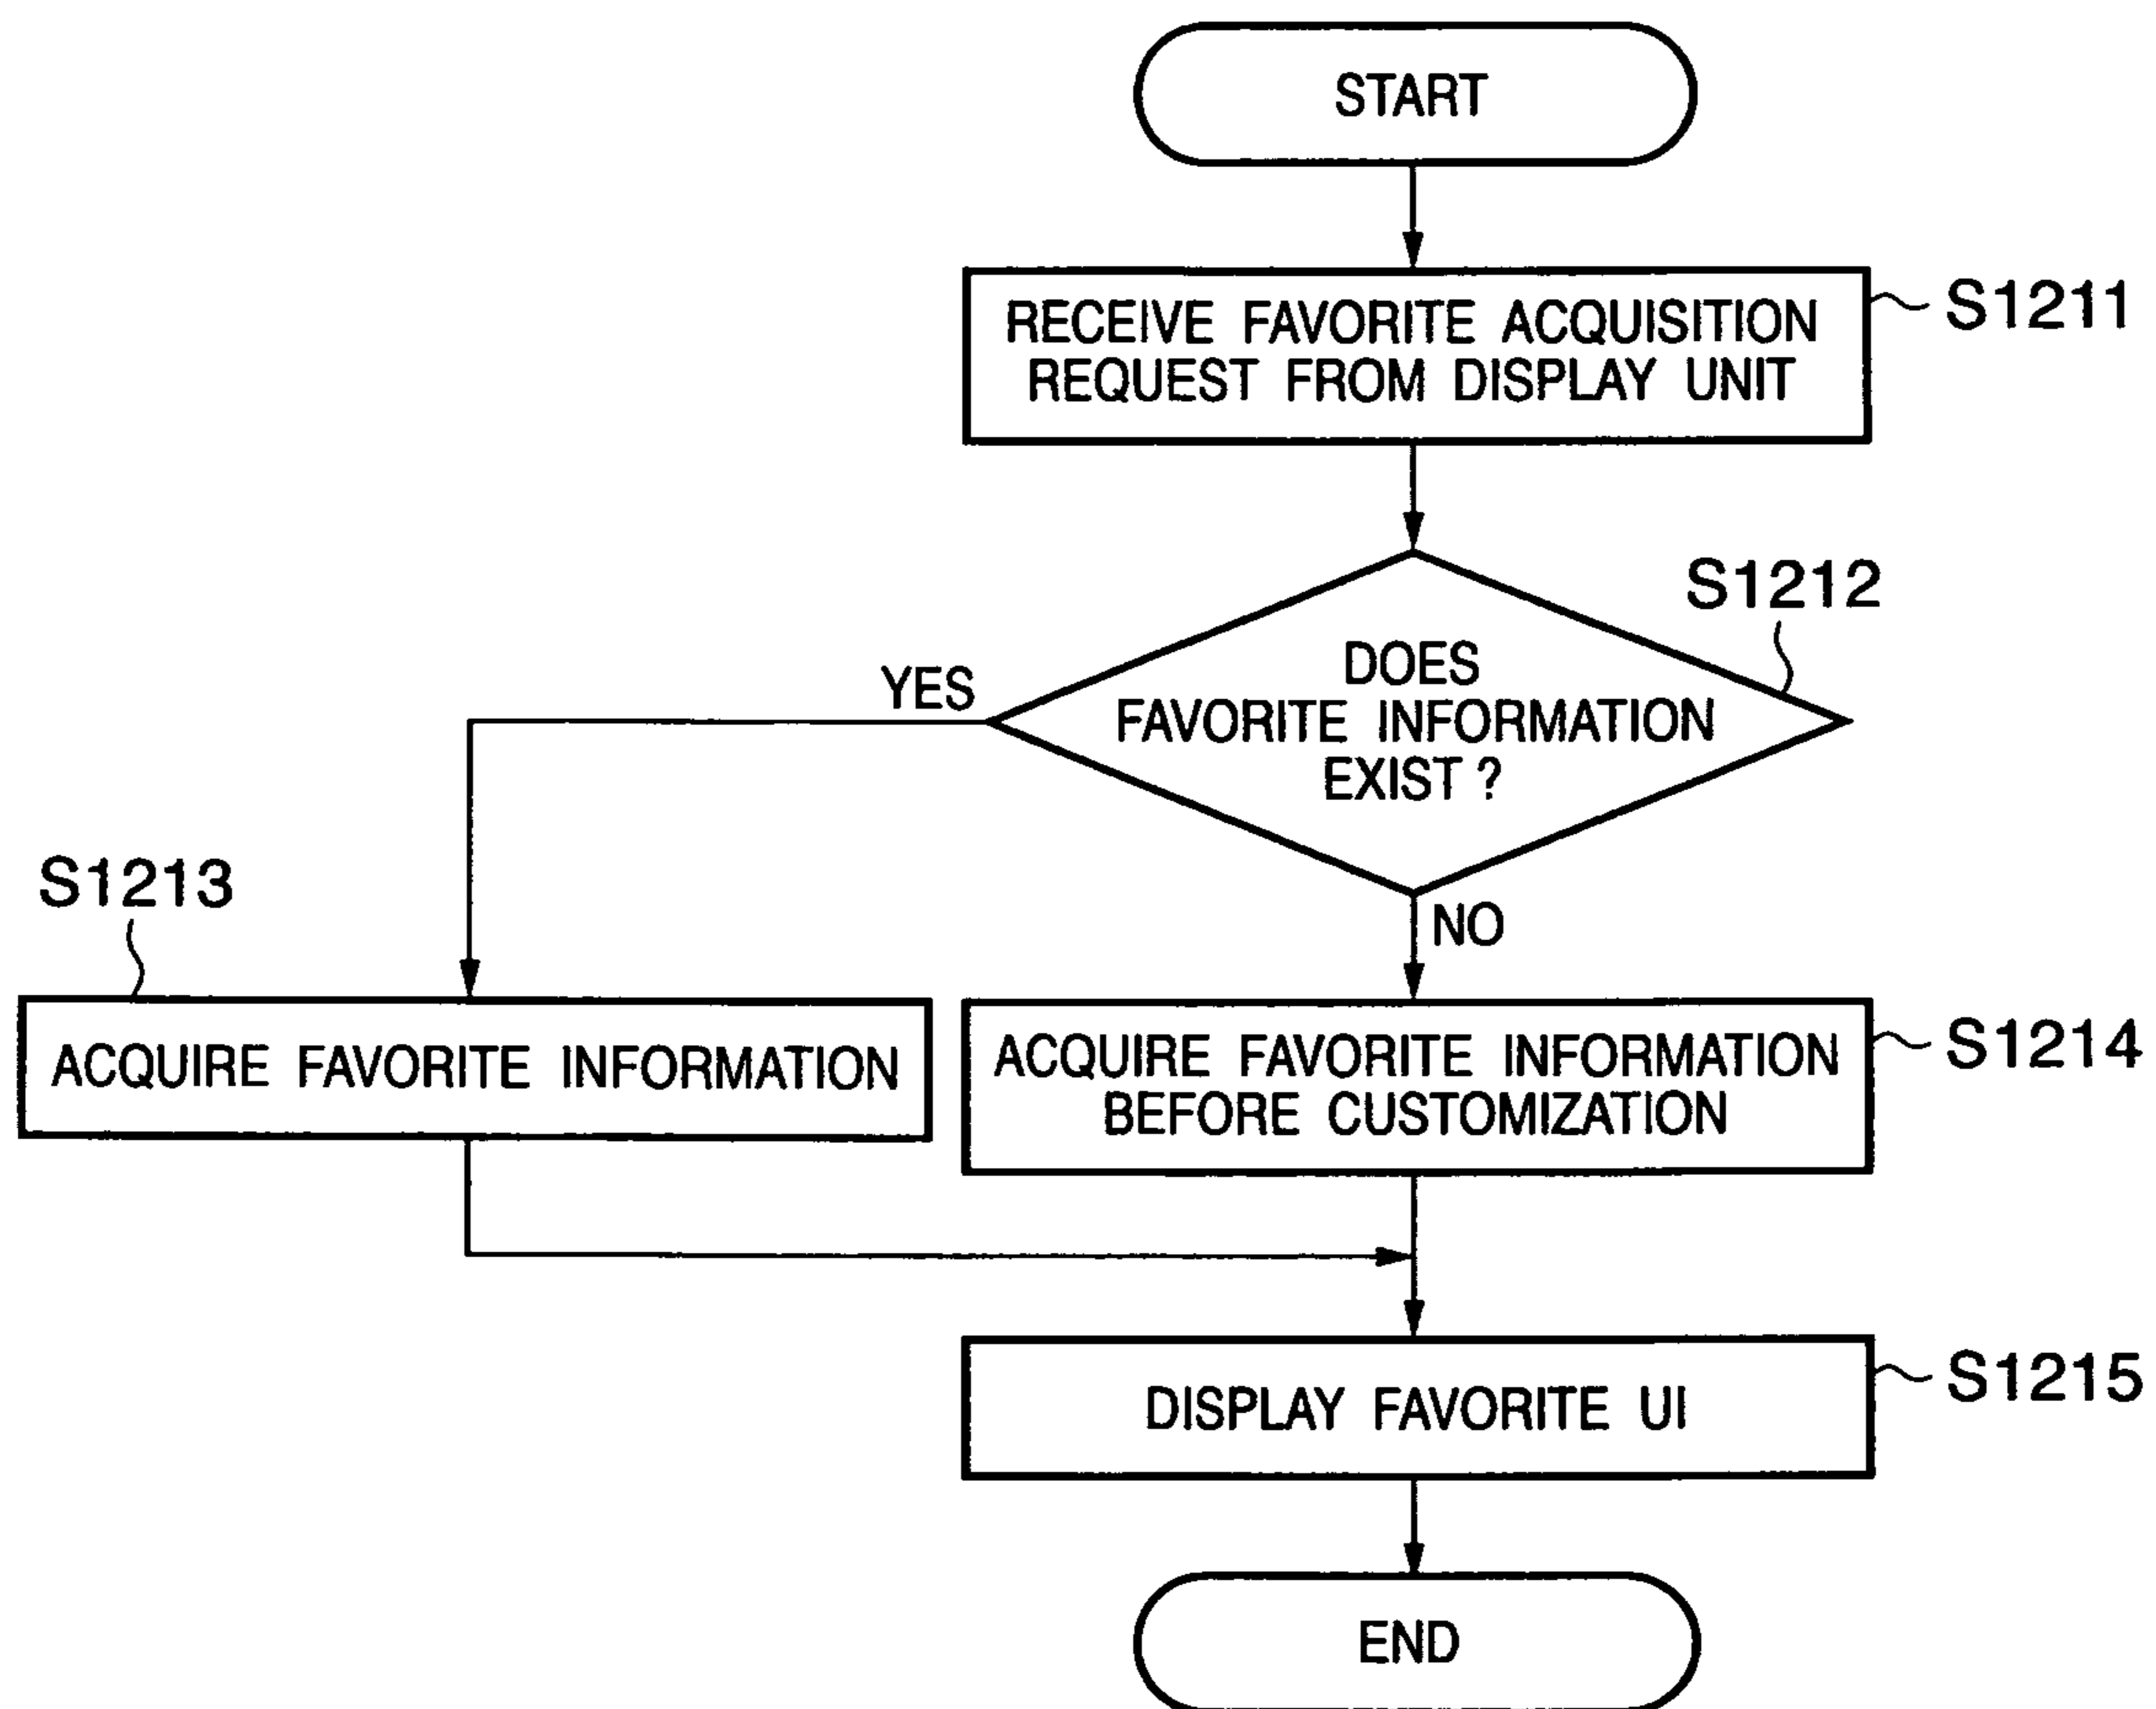 START
RECEIVE FAVORITE ACQUISITION
REQUEST FROM DISPLAY UNIT
S1211
S1212
DOES
FAVORITE INFORMATION
EXIST ?
YES
NO
S1213
ACQUIRE FAVORITE INFORMATION
ACQUIRE FAVORITE INFORMATION
BEFORE CUSTOMIZATION
S1214
DISPLAY FAVORITE UI
S1215
END